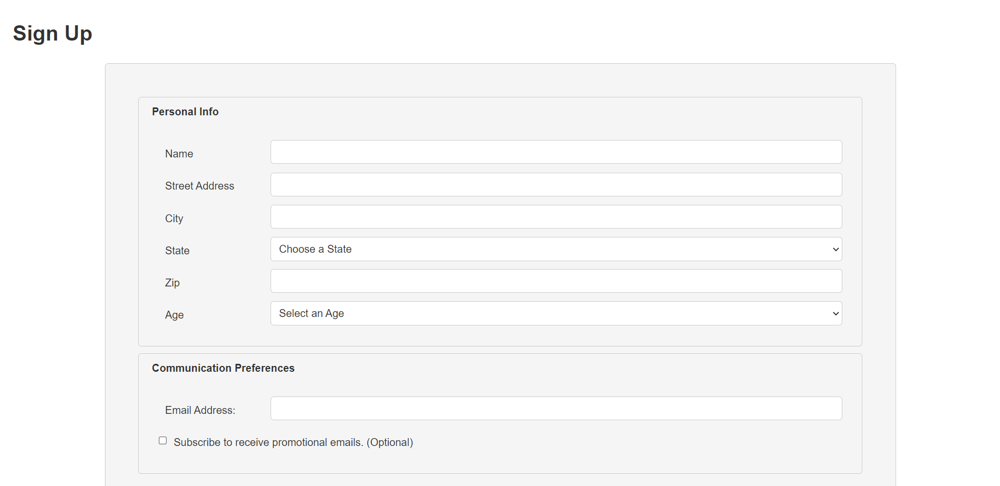 Sign Up
Personal Info
Name
Street Address
City
State
Choose a State
Zip
Age
Select an Age
Communication Preferences
Email Address:
Subscribe to receive promotional emails. (Optional)